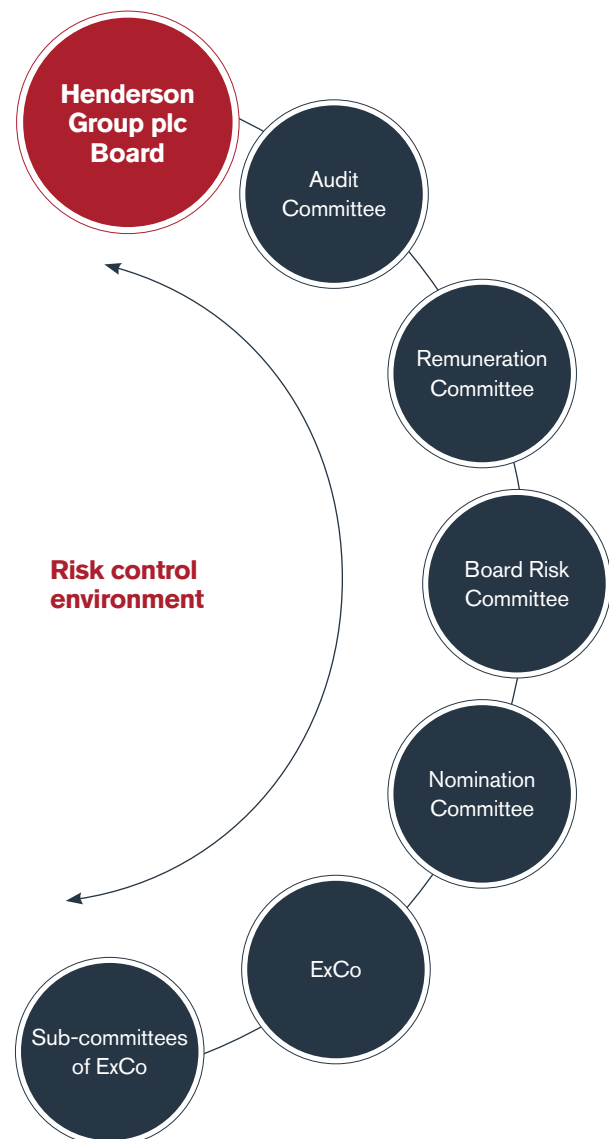 Henderson
Group plc
Board
Audit
Committee
Remuneration
Committee
Board Risk
Committee
Risk control
environment
Nomination
Committee
ExCo
Sub-committees
of ExCo